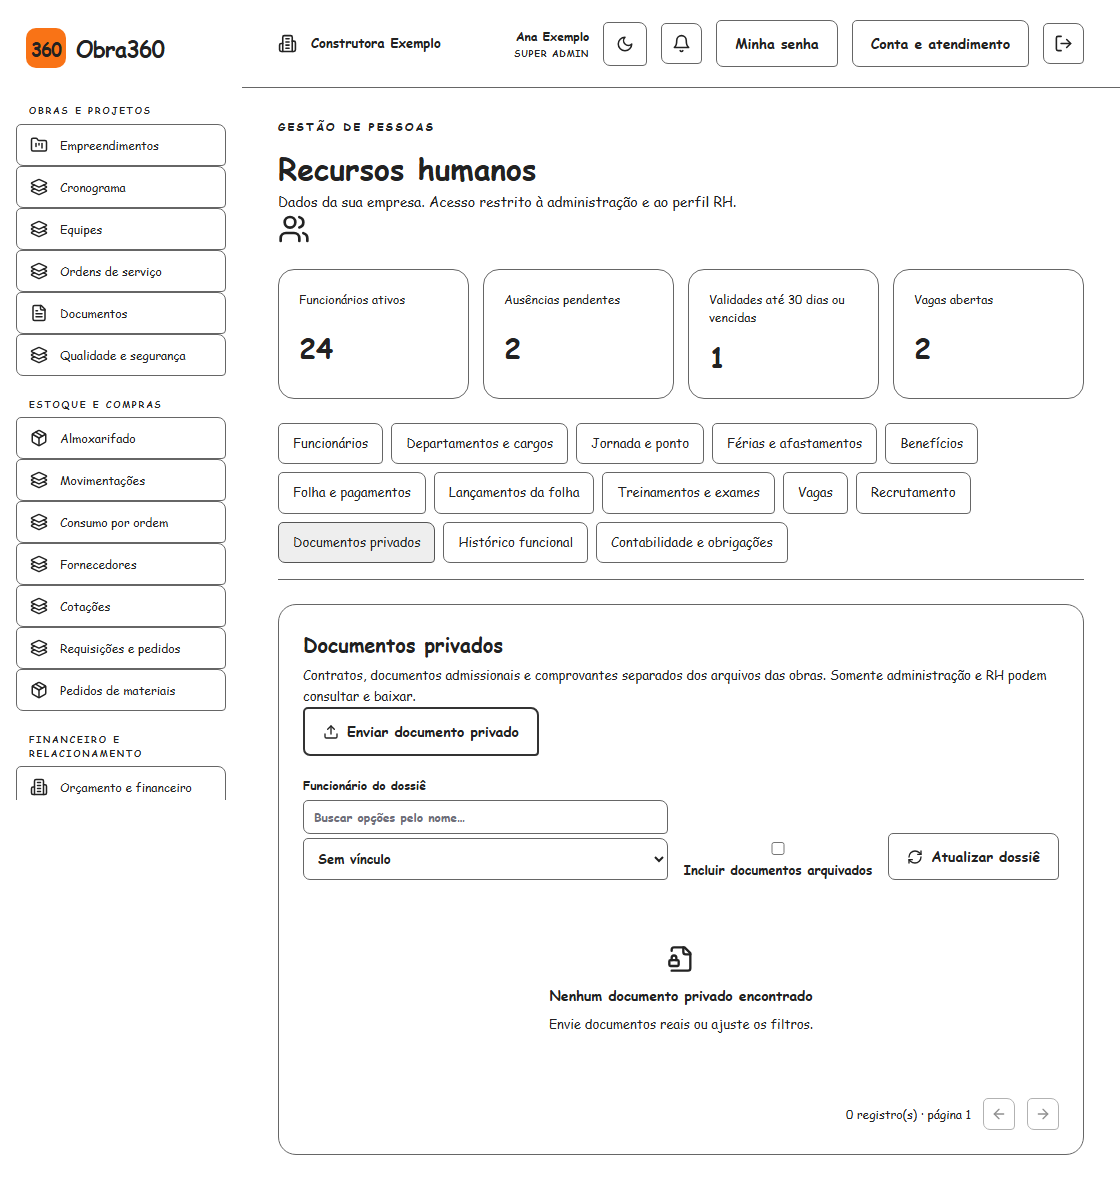 360 Obra360
OBRAS E PROJETOS
Empreendimentos
Cronograma
Equipes
Ordens de serviço
Documentos
Qualidade e segurança
ESTOQUE E COMPRAS
Almoxarifado
Movimentações
Consumo por ordem
Fornecedores
Cotações
Requisições e pedidos
Pedidos de materiais
FINANCEIRO E
RELACIONAMENTO
Orçamento e financeiro
Construtora Exemplo
Ana Exemplo
SUPER ADMIN
Minha senha
Conta e atendimento
GESTÃO DE PESSOAS
Recursos humanos
Dados da sua empresa. Acesso restrito à administração e ao perfil RH.
Funcionários ativos
24
Ausências pendentes
2
Validades até 30 dias ou
vencidas
1
Vagas abertas
2
Funcionários
Departamentos e cargos
Jornada e ponto
Férias e afastamentos
Benefícios
Folha e pagamentos
Lançamentos da folha
Treinamentos e exames
Vagas
Recrutamento
Documentos privados
Histórico funcional
Contabilidade e obrigações
Documentos privados
Contratos, documentos admissionais e comprovantes separados dos arquivos das obras. Somente administração e RH podem
consultar e baixar.
Enviar documento privado
Funcionário do dossiê
Buscar opções pelo nome...
Sem vínculo
Incluir documentos arquivados
Atualizar dossiê
Nenhum documento privado encontrado
Envie documentos reais ou ajuste os filtros.
0 registro(s) · página 1